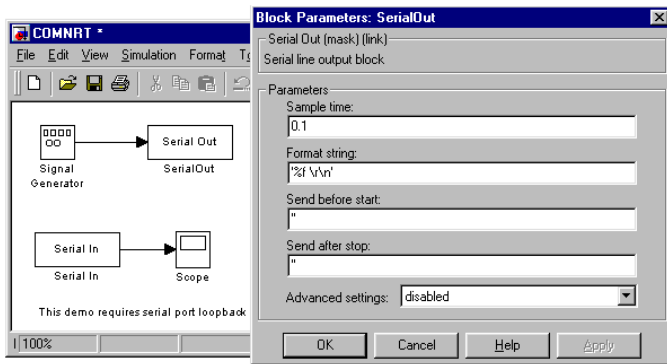 COMNRT *
File Edit View Simulation Format
Signal
Generator
Serial Out
SerialOut
Serial In
Serial In
Scope
This demo requires serial port loopback
100%
Block Parameters: SerialOut
Serial Out (mask) (link)
Serial line output block
Parameters
Sample time:
0.1
Format string:
'%f \r\n'
Send before start:
''
Send after stop:
''
Advanced settings: disabled
OK Cancel Help Apply